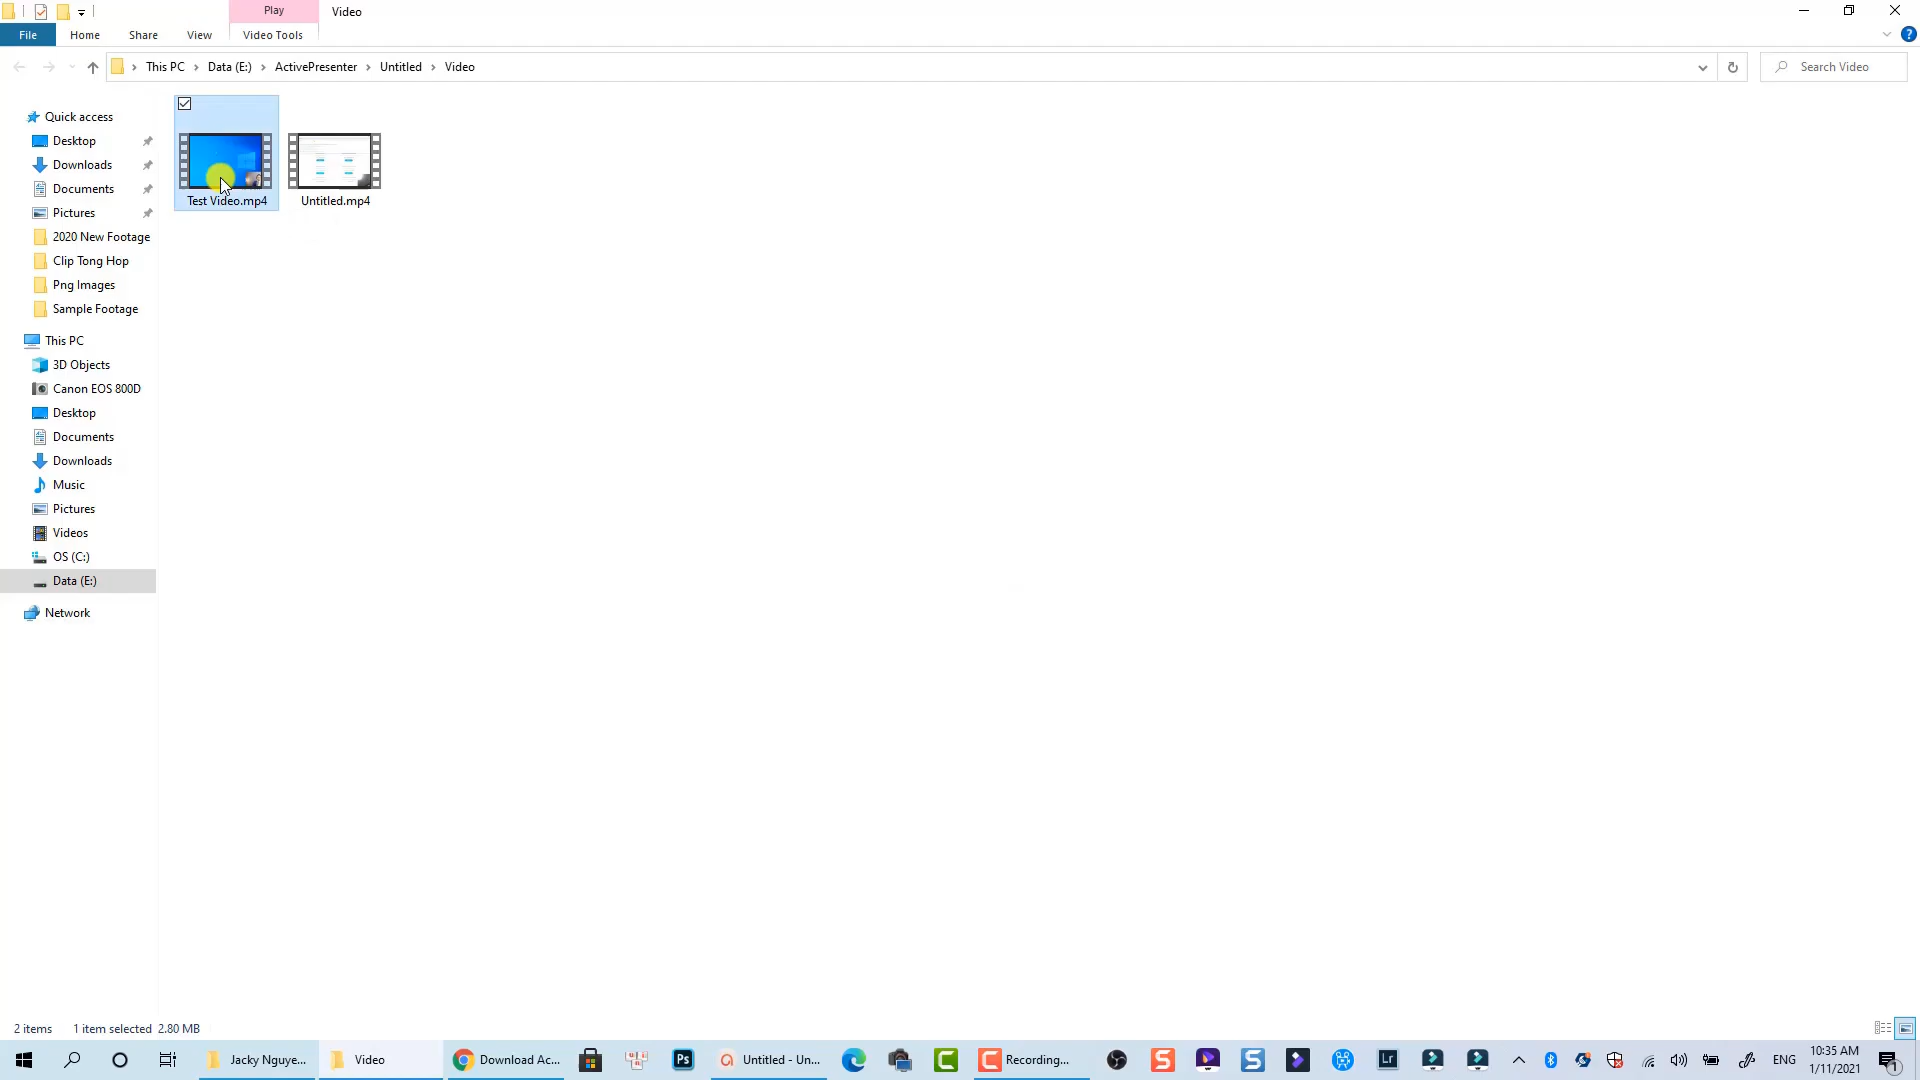 Play
Video
File
Home
Share
View
Video Tools
This PC
Data (E:)
ActivePresenter
Untitled
Video
Search Video
Quick access
Desktop
Downloads
Documents
Pictures
2020 New Footage
Clip Tong Hop
Png Images
Sample Footage
This PC
3D Objects
Canon EOS 800D
Desktop
Documents
Downloads
Music
Pictures
Videos
OS (C:)
Data (E:)
Network
Test Video.mp4
Untitled.mp4
2 items
1 item selected 2.80 MB
Jacky Nguye...
Video
Download Ac...
Ps
Untitled - Un...
Recording...
Lrt
ENG
10:35 AM
1/11/2021
1